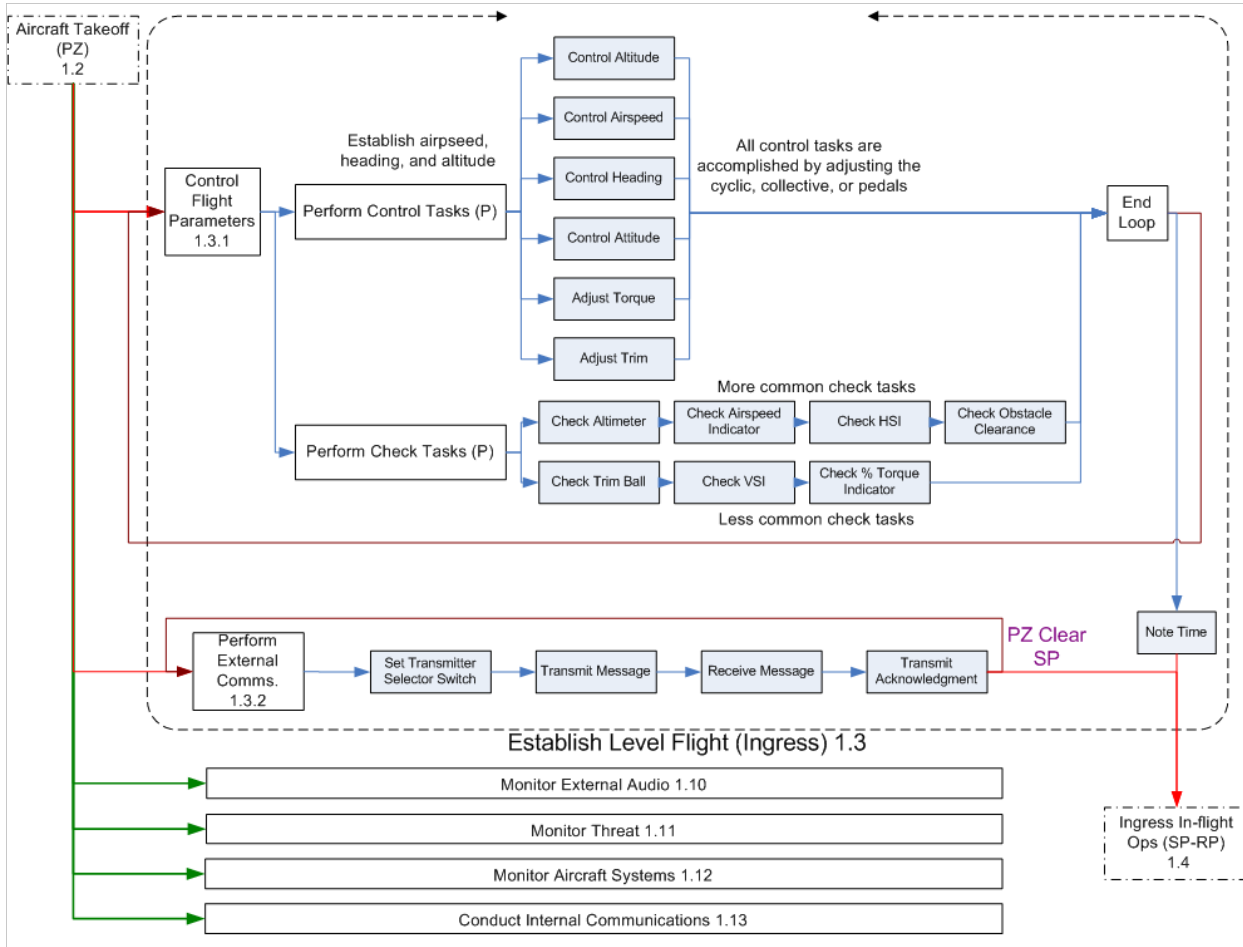 Aircraft Takeoff
(PZ)
1.2
Control Altitude
Control Airspeed
Establish airpseed,
heading, and altitude
All control tasks are
accomplished by adjusting the
cyclic, collective, or pedals
Control
Flight
Parameters
1.3.1
Perform Control Tasks (P)
Control Heading
End
Loop
Control Attitude
Adjust Torque
Adjust Trim
More common check tasks
Perform Check Tasks (P)
Check Altimeter
Check Airspeed
Indicator
Check HSI
Check Obstacle
Clearance
Check Trim Ball
Check VSI
Check % Torque
Indicator
Less common check tasks
Perform
External
Comms.
1.3.2
Set Transmitter
Selector Switch
Transmit Message
Receive Message
Transmit
Acknowledgment
PZ Clear
SP
Note Time
Establish Level Flight (Ingress) 1.3
Monitor External Audio 1.10
Monitor Threat 1.11
Monitor Aircraft Systems 1.12
Conduct Internal Communications 1.13
Ingress In-flight
Ops (SP-RP)
1.4